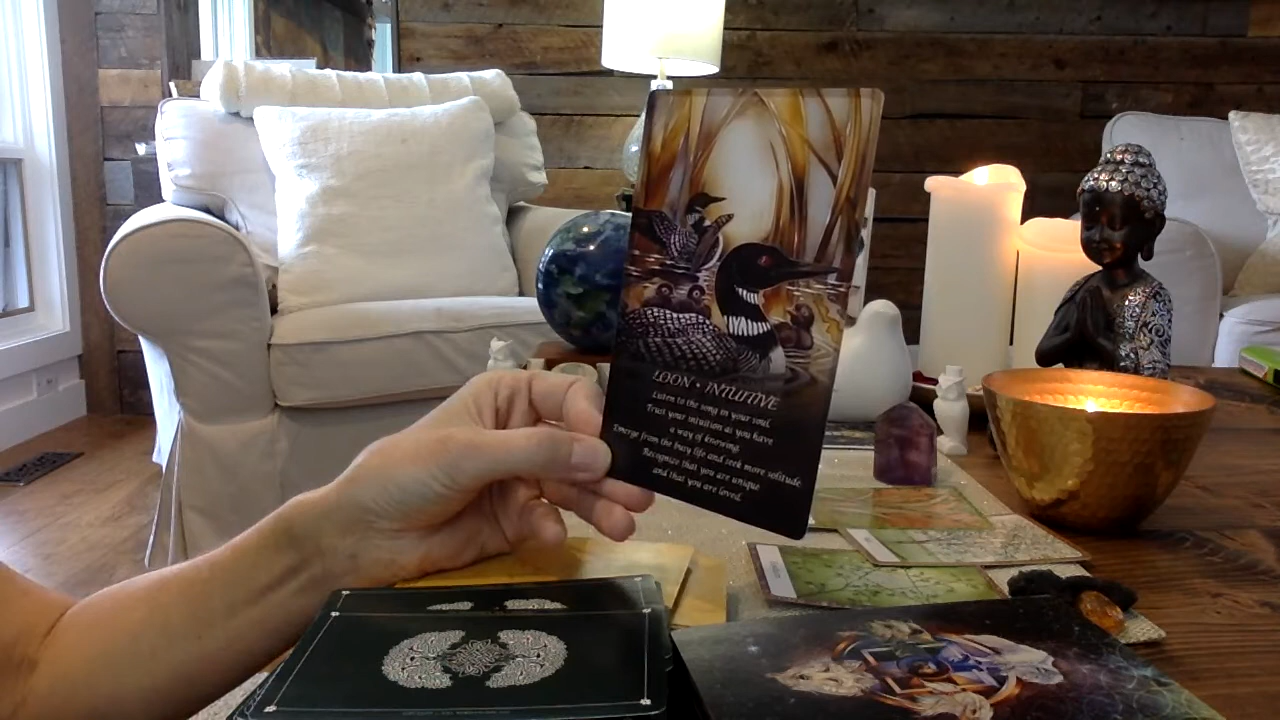 LOON • INTUITIVE
Listen to the song in your soul.
Trust your intuition as you have
a way of knowing.
Emerge from the busy life and seek more solitude.
Recognize that you are unique
and that you are loved.